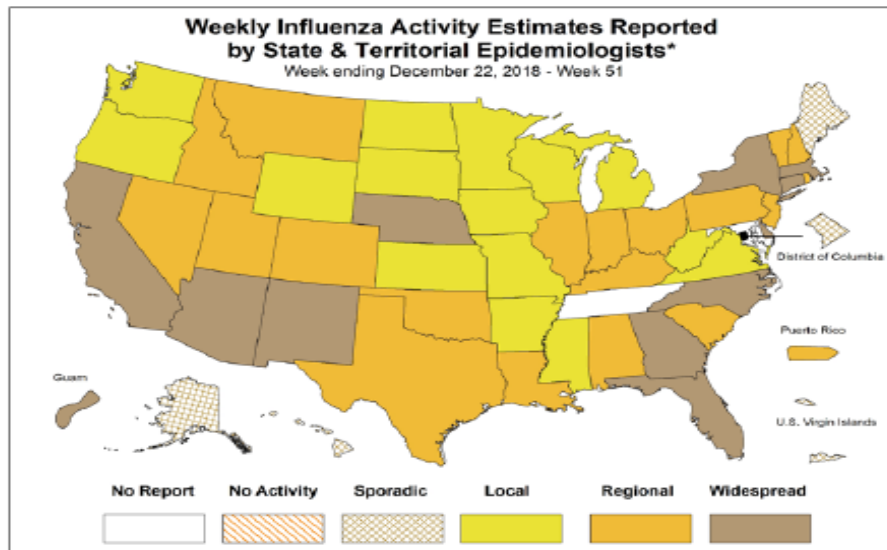 Weekly Influenza Activity Estimates Reported
by State & Territorial Epidemiologists*
Week ending December 22, 2018 - Week 51
District of Columbia
Puerto Rico
Guam
U.S. Virgin Islands
No Report No Activity Sporadic Local Regional Widespread